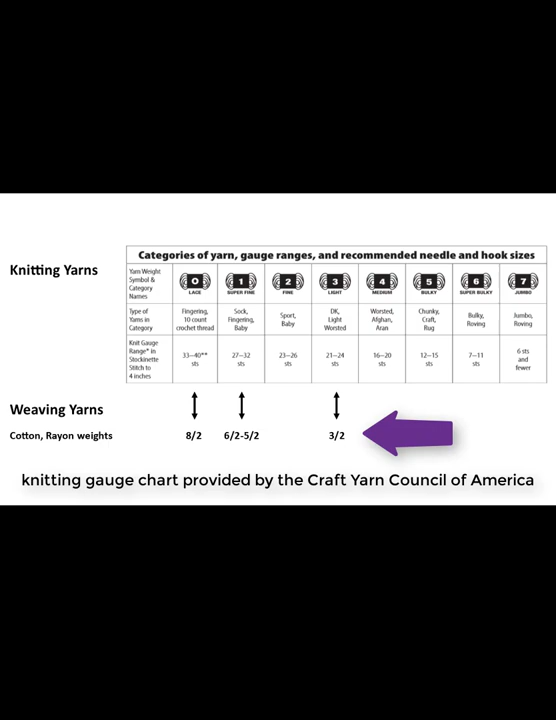 Categories of yarn, gauge ranges, and recommended needle and hook sizes
Knitting Yarns
Yarn Weight Symbol & Category Names
0 LACE
1 SUPER FINE
2 FINE
3 LIGHT
4 MEDIUM
5 BULKY
6 SUPER BULKY
7 JUMBO
Type of Yarns in Category
Fingering, 10 count crochet thread
Sock, Fingering, Baby
Sport, Baby
DK, Light Worsted
Worsted, Afghan, Aran
Chunky, Craft, Rug
Bulky, Roving
Jumbo, Roving
Knit Gauge Range* in Stockinette Stitch to 4 inches
33–40** sts
27–32 sts
23–26 sts
21–24 sts
16–20 sts
12–15 sts
7–11 sts
6 sts and fewer
Weaving Yarns
Cotton, Rayon weights
8/2
6/2-5/2
3/2
knitting gauge chart provided by the Craft Yarn Council of America